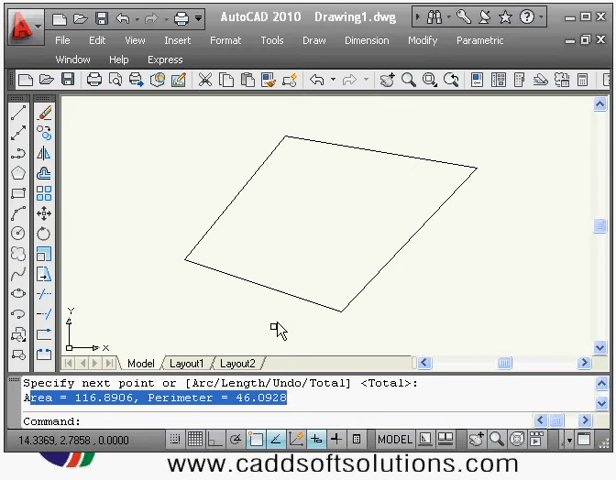 AutoCAD 2010 Drawing1.dwg
File Edit View Insert Format Tools Draw Dimension Modify Parametric
Window Help Express
Y
X
Model Layout1 Layout2
Specify next point or [Arc/Length/Undo/Total] <Total>:
Area = 116.8906, Perimeter = 46.0928
Command:
14.3369, 2.7858, 0.0000 MODEL
www.caddsoftsolutions.com